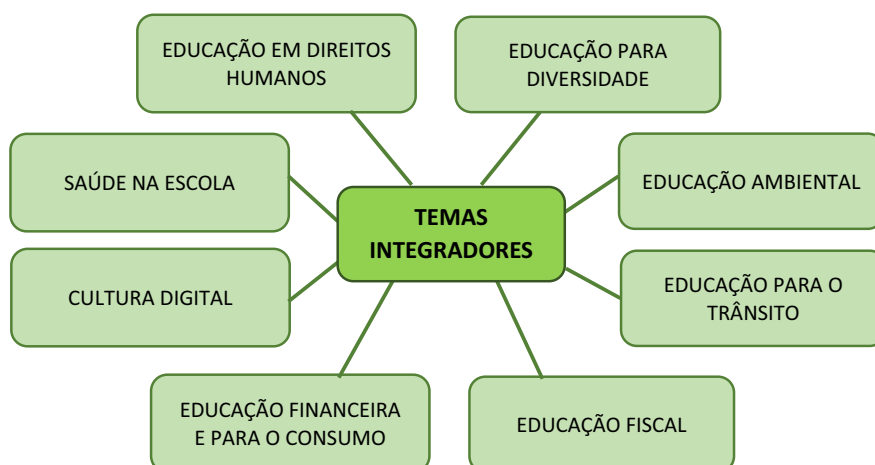 EDUCAÇÃO EM DIREITOS
HUMANOS
EDUCAÇÃO PARA
DIVERSIDADE
SAÚDE NA ESCOLA
EDUCAÇÃO AMBIENTAL
TEMAS
INTEGRADORES
CULTURA DIGITAL
EDUCAÇÃO PARA O
TRÂNSITO
EDUCAÇÃO FINANCEIRA
E PARA O CONSUMO
EDUCAÇÃO FISCAL